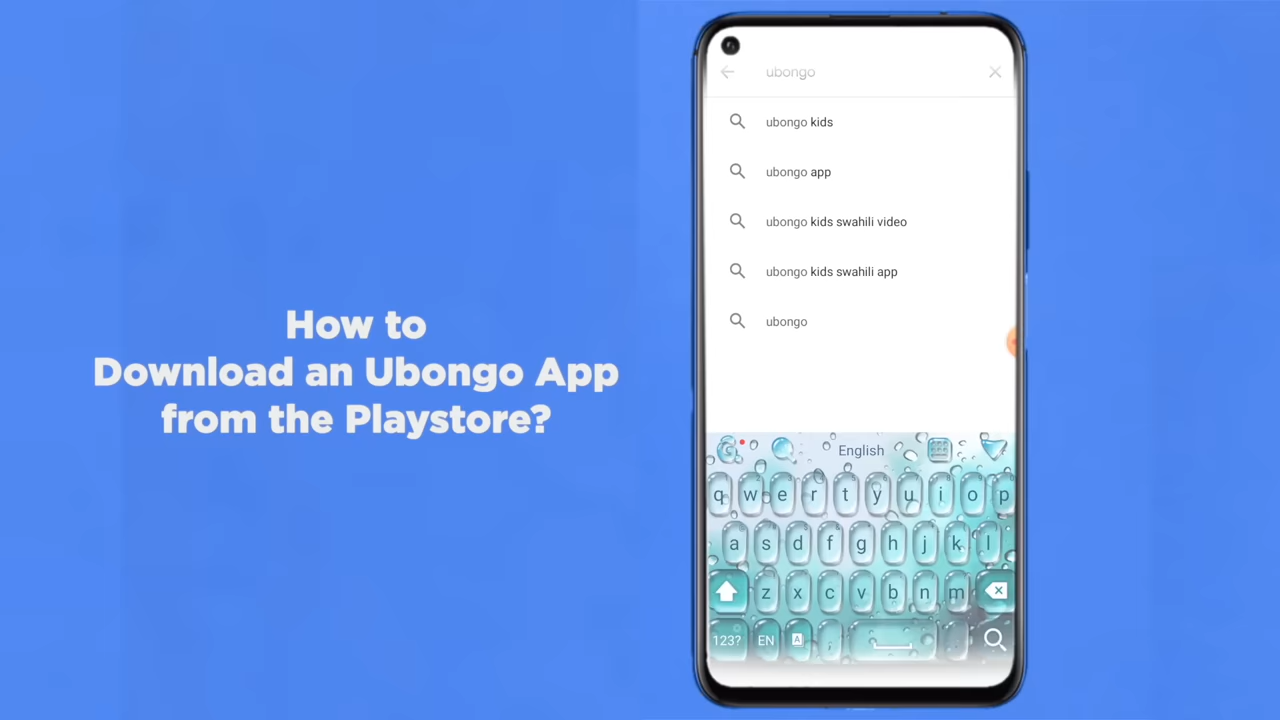 How to
Download an Ubongo App
from the Playstore?
ubongo
ubongo kids
ubongo app
ubongo kids swahili video
ubongo kids swahili app
ubongo
English
q w e r t y u i o p
a s d f g h j k l
z x c v b n m
123? EN A